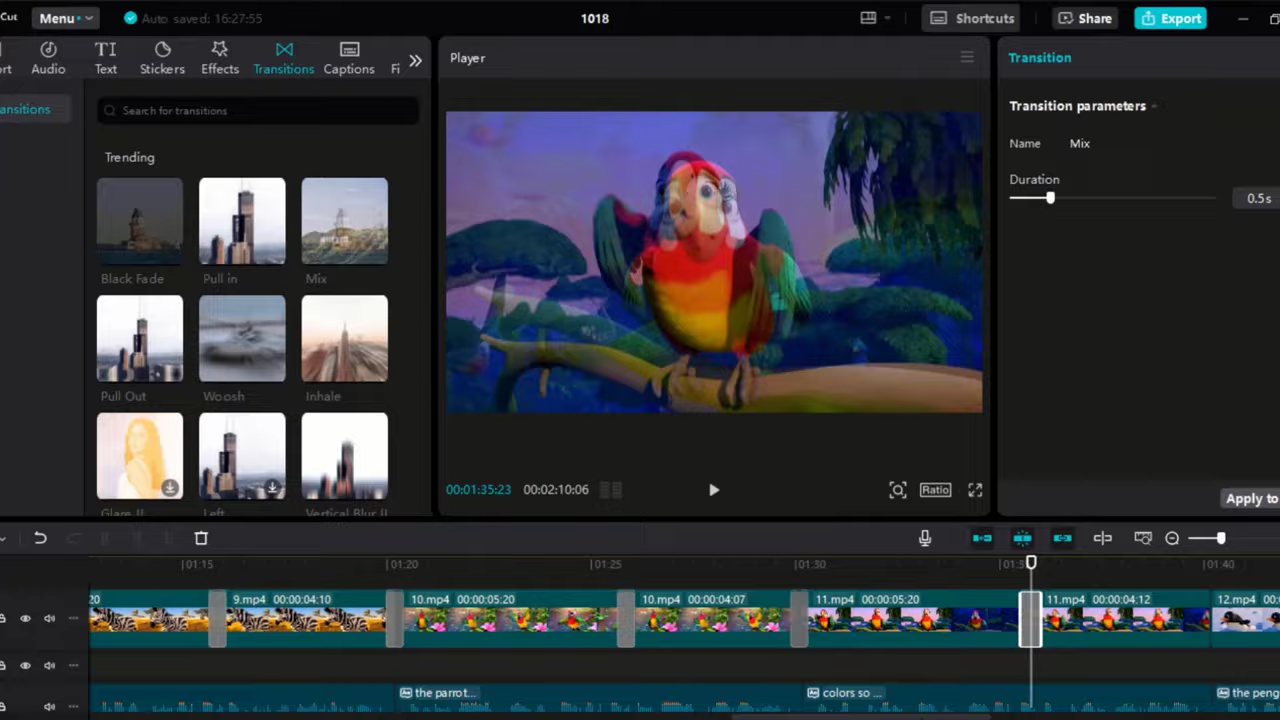 Cut
Menu
Auto saved: 16:27:55
1018
Shortcuts
Share
Export
ort
Audio
Text
Stickers
Effects
Transitions
Captions
Fi
ansitions
Search for transitions
Trending
Black Fade
Pull in
Mix
Pull Out
Woosh
Inhale
Glare II
Left
Vertical Blur II
Player
00:01:35:23
00:02:10:06
Ratio
Transition
Transition parameters
Name Mix
Duration
0.5s
Apply to
01:15
01:20
01:25
01:30
01:40
20
9.mp4 00:00:04:10
10.mp4 00:00:05:20
10.mp4 00:00:04:07
11.mp4 00:00:05:20
11.mp4 00:00:04:12
12.mp4 00:0
the parrot...
colors so ...
the peng